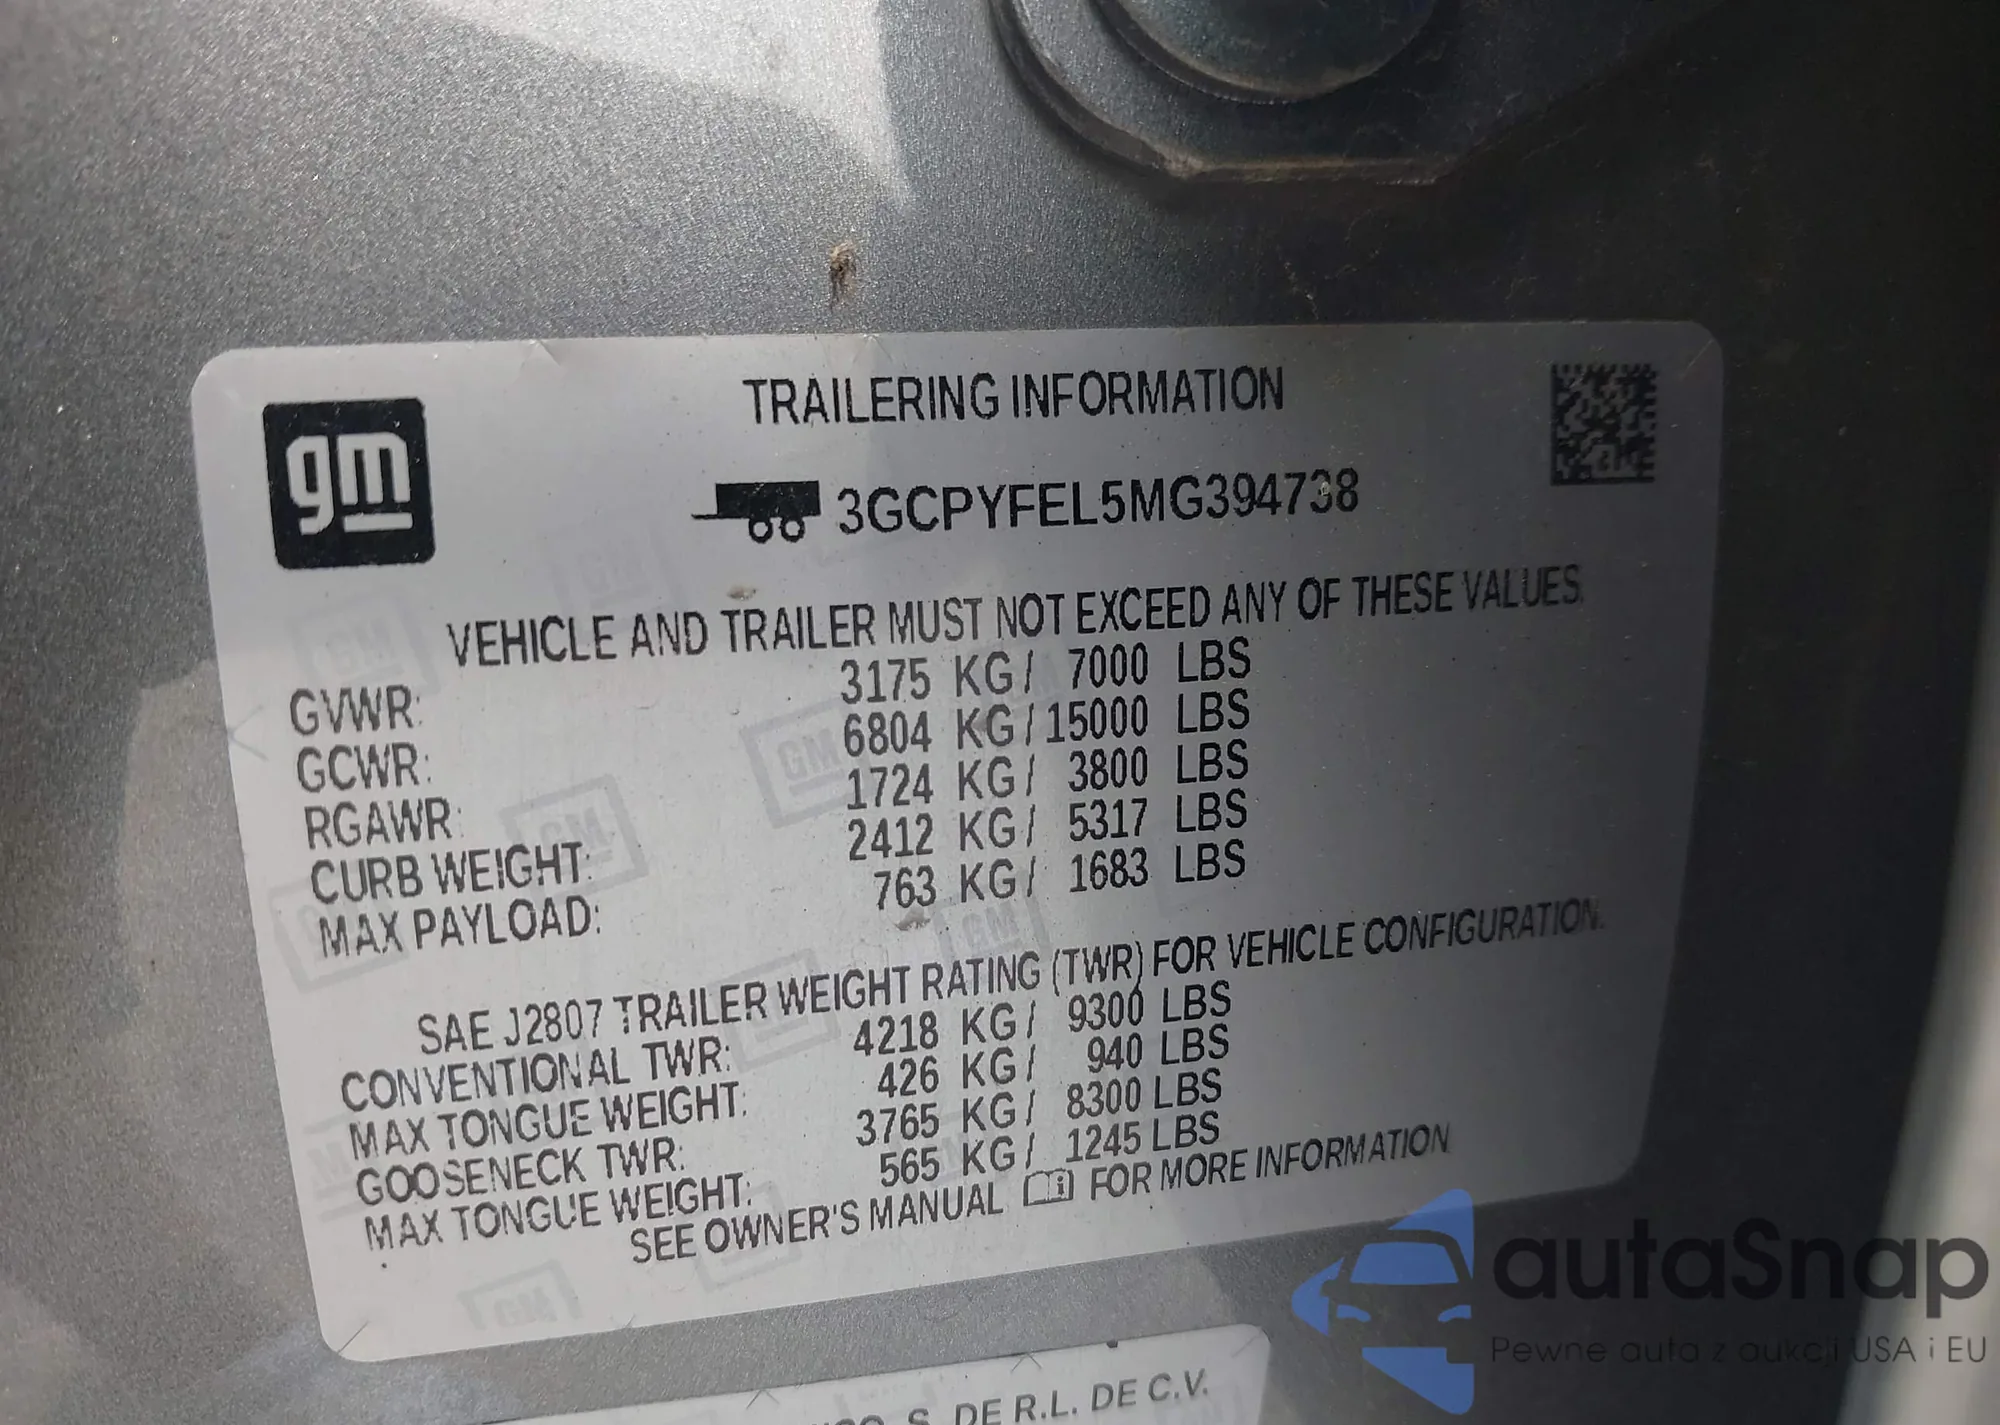 gm
TRAILERING INFORMATION
3GCPYFEL5MG394738
VEHICLE AND TRAILER MUST NOT EXCEED ANY OF THESE VALUES.
GVWR: 3175 KG/ 7000 LBS
GCWR: 6804 KG/ 15000 LBS
RGAWR: 1724 KG/ 3800 LBS
CURB WEIGHT: 2412 KG/ 5317 LBS
MAX PAYLOAD: 763 KG/ 1683 LBS
SAE J2807 TRAILER WEIGHT RATING (TWR) FOR VEHICLE CONFIGURATION.
CONVENTIONAL TWR: 4218 KG/ 9300 LBS
MAX TONGUE WEIGHT: 426 KG/ 940 LBS
GOOSENECK TWR: 3765 KG/ 8300 LBS
MAX TONGUE WEIGHT: 565 KG/ 1245 LBS
SEE OWNER'S MANUAL FOR MORE INFORMATION
S. DE R.L. DE C.V.
autaSnap
Pewne auta z aukcji USA i EU